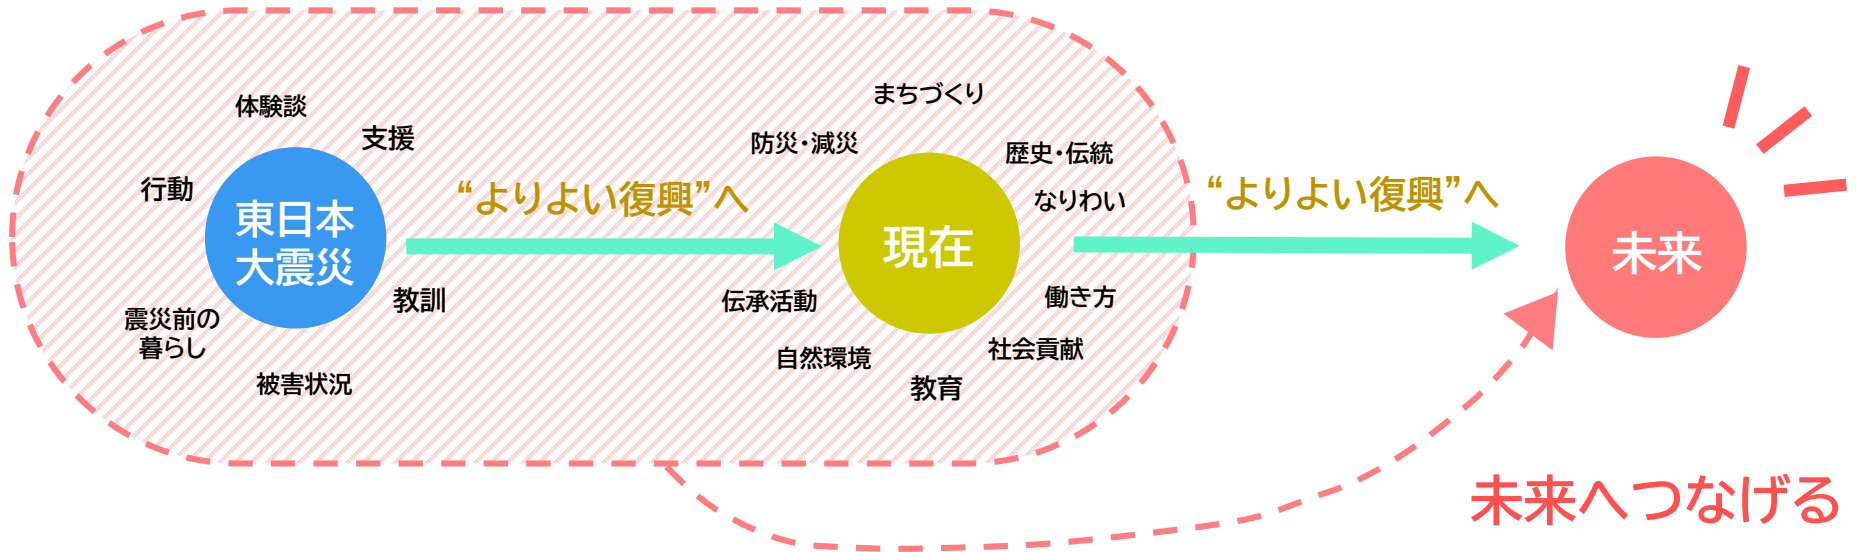 体験談
支援
行動
東日本
大震災
教訓
震災前の
暮らし
被害状況
“よりよい復興”へ
まちづくり
防災・減災
歴史・伝統
なりわい
現在
伝承活動
働き方
自然環境
社会貢献
教育
“よりよい復興”へ
未来
未来へつなげる